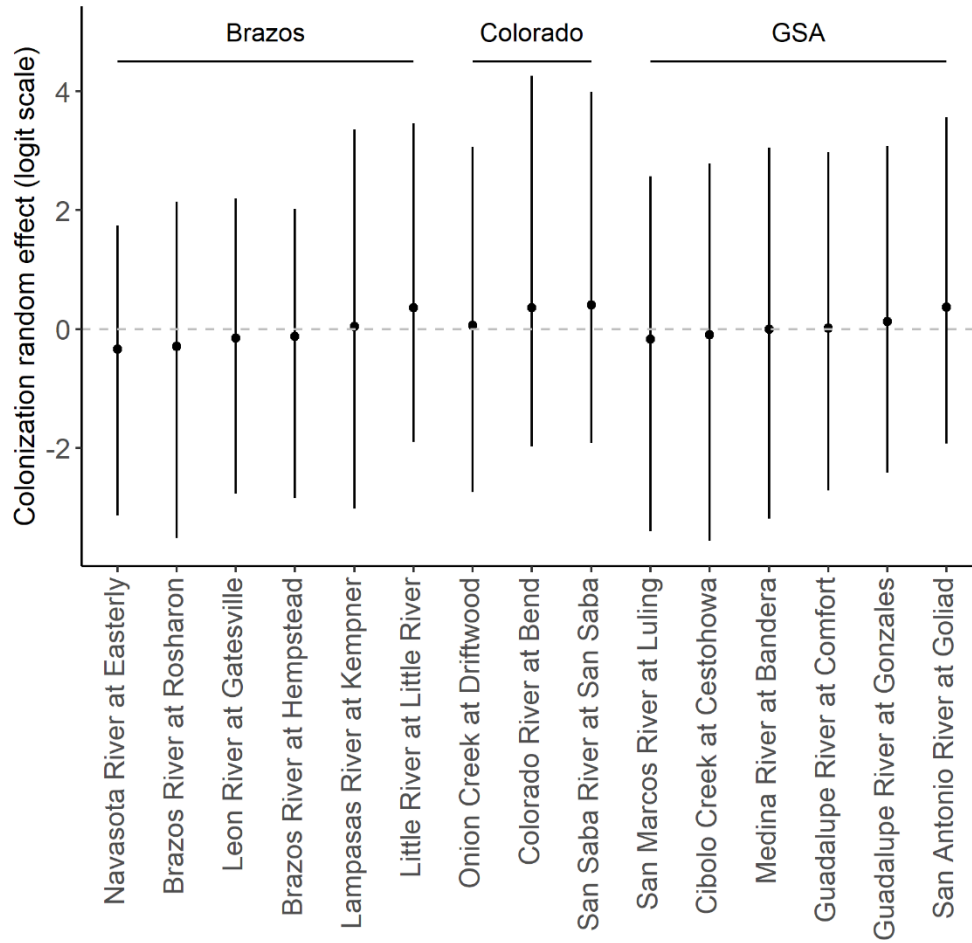 Brazos
Colorado
GSA
Colonization random effect (logit scale)
4
2
0
-2
Navasota River at Easterly
Brazos River at Rosharon
Leon River at Gatesville
Brazos River at Hempstead
Lampasas River at Kempner
Little River at Little River
Onion Creek at Driftwood
Colorado River at Bend
San Saba River at San Saba
San Marcos River at Luling
Cibolo Creek at Cestohowa
Medina River at Bandera
Guadalupe River at Comfort
Guadalupe River at Gonzales
San Antonio River at Goliad